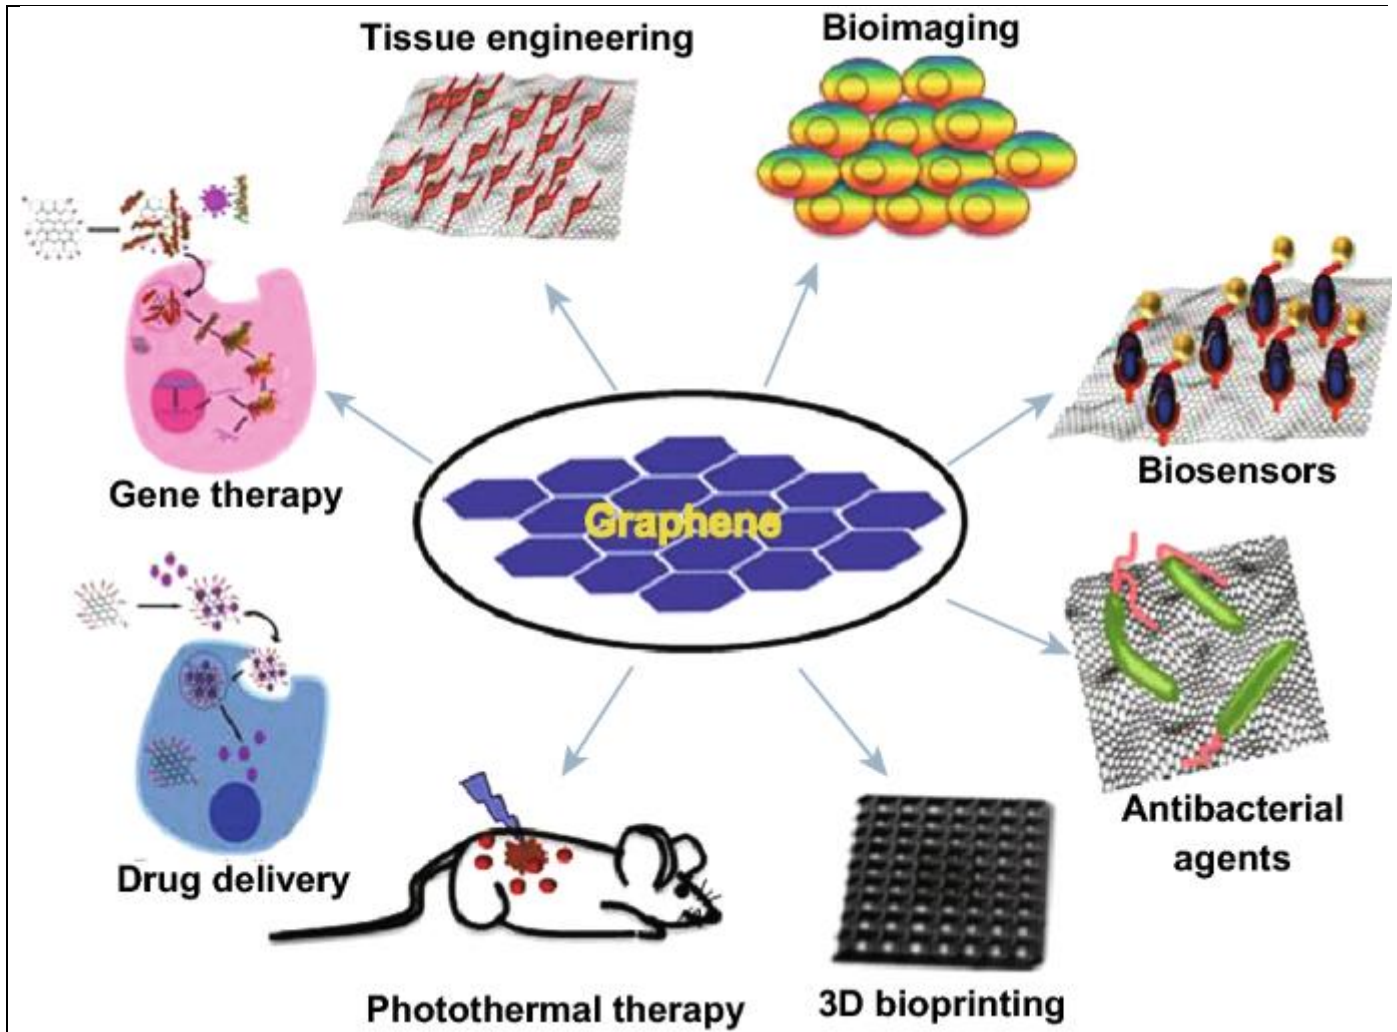 Tissue engineering
Bioimaging
Gene therapy
Graphene
Biosensors
Drug delivery
Antibacterial
agents
Photothermal therapy
3D bioprinting